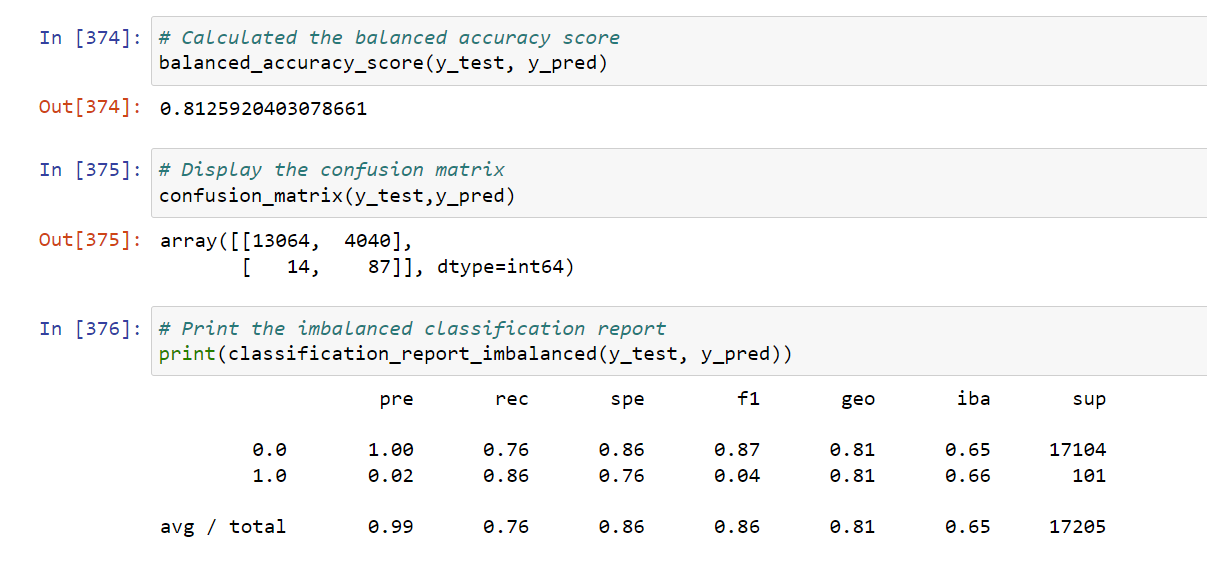 In [374]: # Calculated the balanced accuracy score
balanced_accuracy_score(y_test, y_pred)
Out[374]: 0.8125920403078661
In [375]: # Display the confusion matrix
confusion_matrix(y_test,y_pred)
Out[375]: array([[13064,  4040],
       [   14,    87]], dtype=int64)
In [376]: # Print the imbalanced classification report
print(classification_report_imbalanced(y_test, y_pred))
pre rec spe f1 geo iba sup
0.0 1.00 0.76 0.86 0.87 0.81 0.65 17104
1.0 0.02 0.86 0.76 0.04 0.81 0.66 101
avg / total 0.99 0.76 0.86 0.86 0.81 0.65 17205